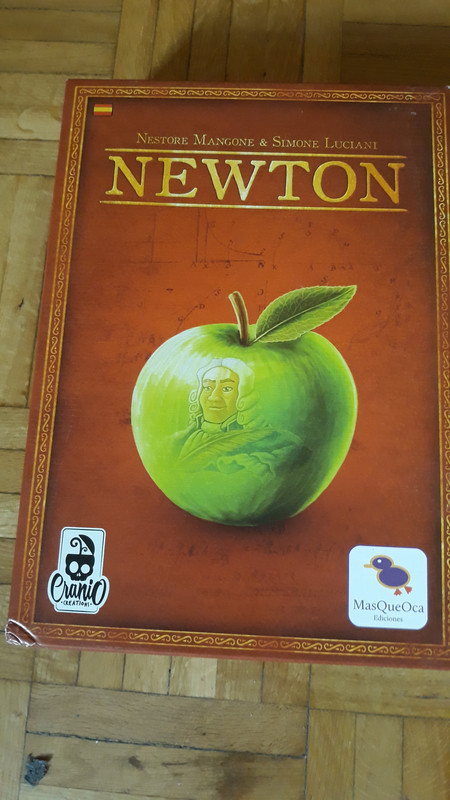 Nestore Mangone & Simone Luciani
NEWTON
Cranio
CREATIONS
MasQueOca
Ediciones